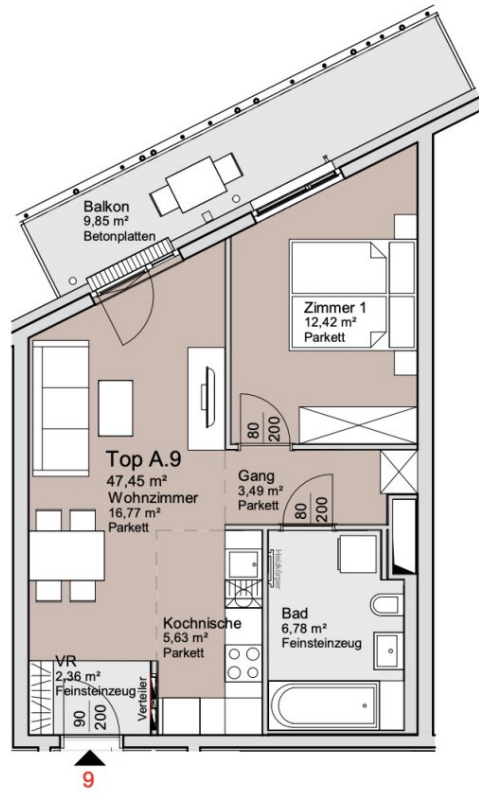 Balkon
9,85 m²
Betonplatten
Zimmer 1
12,42 m²
Parkett
80
200
Top A.9
47,45 m²
Wohnzimmer
16,77 m²
Parkett
Gang
3,49 m²
Parkett
80
200
Heizkörper
Kochnische
5,63 m²
Parkett
Bad
6,78 m²
Feinsteinzeug
VR
2,36 m²
Feinsteinzeug
Verteiler
90
200
9